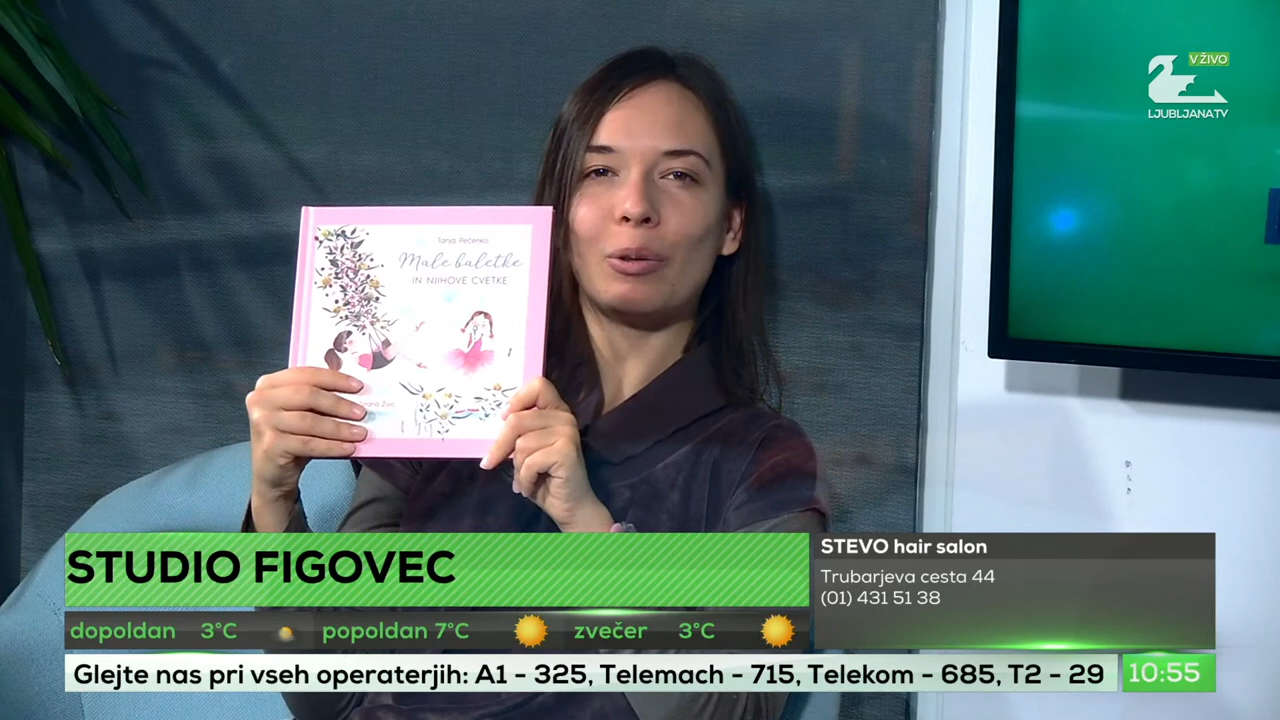 V ŽIVO
LJUBLJANATV
Tanja Pečenko
Male baletke
IN NJIHOVE CVETKE
STUDIO FIGOVEC
STEVO hair salon
Trubarjeva cesta 44
(01) 431 51 38
dopoldan 3°C popoldan 7°C zvečer 3°C
Glejte nas pri vseh operaterjih: A1 - 325, Telemach - 715, Telekom - 685, T2 - 29
10:55